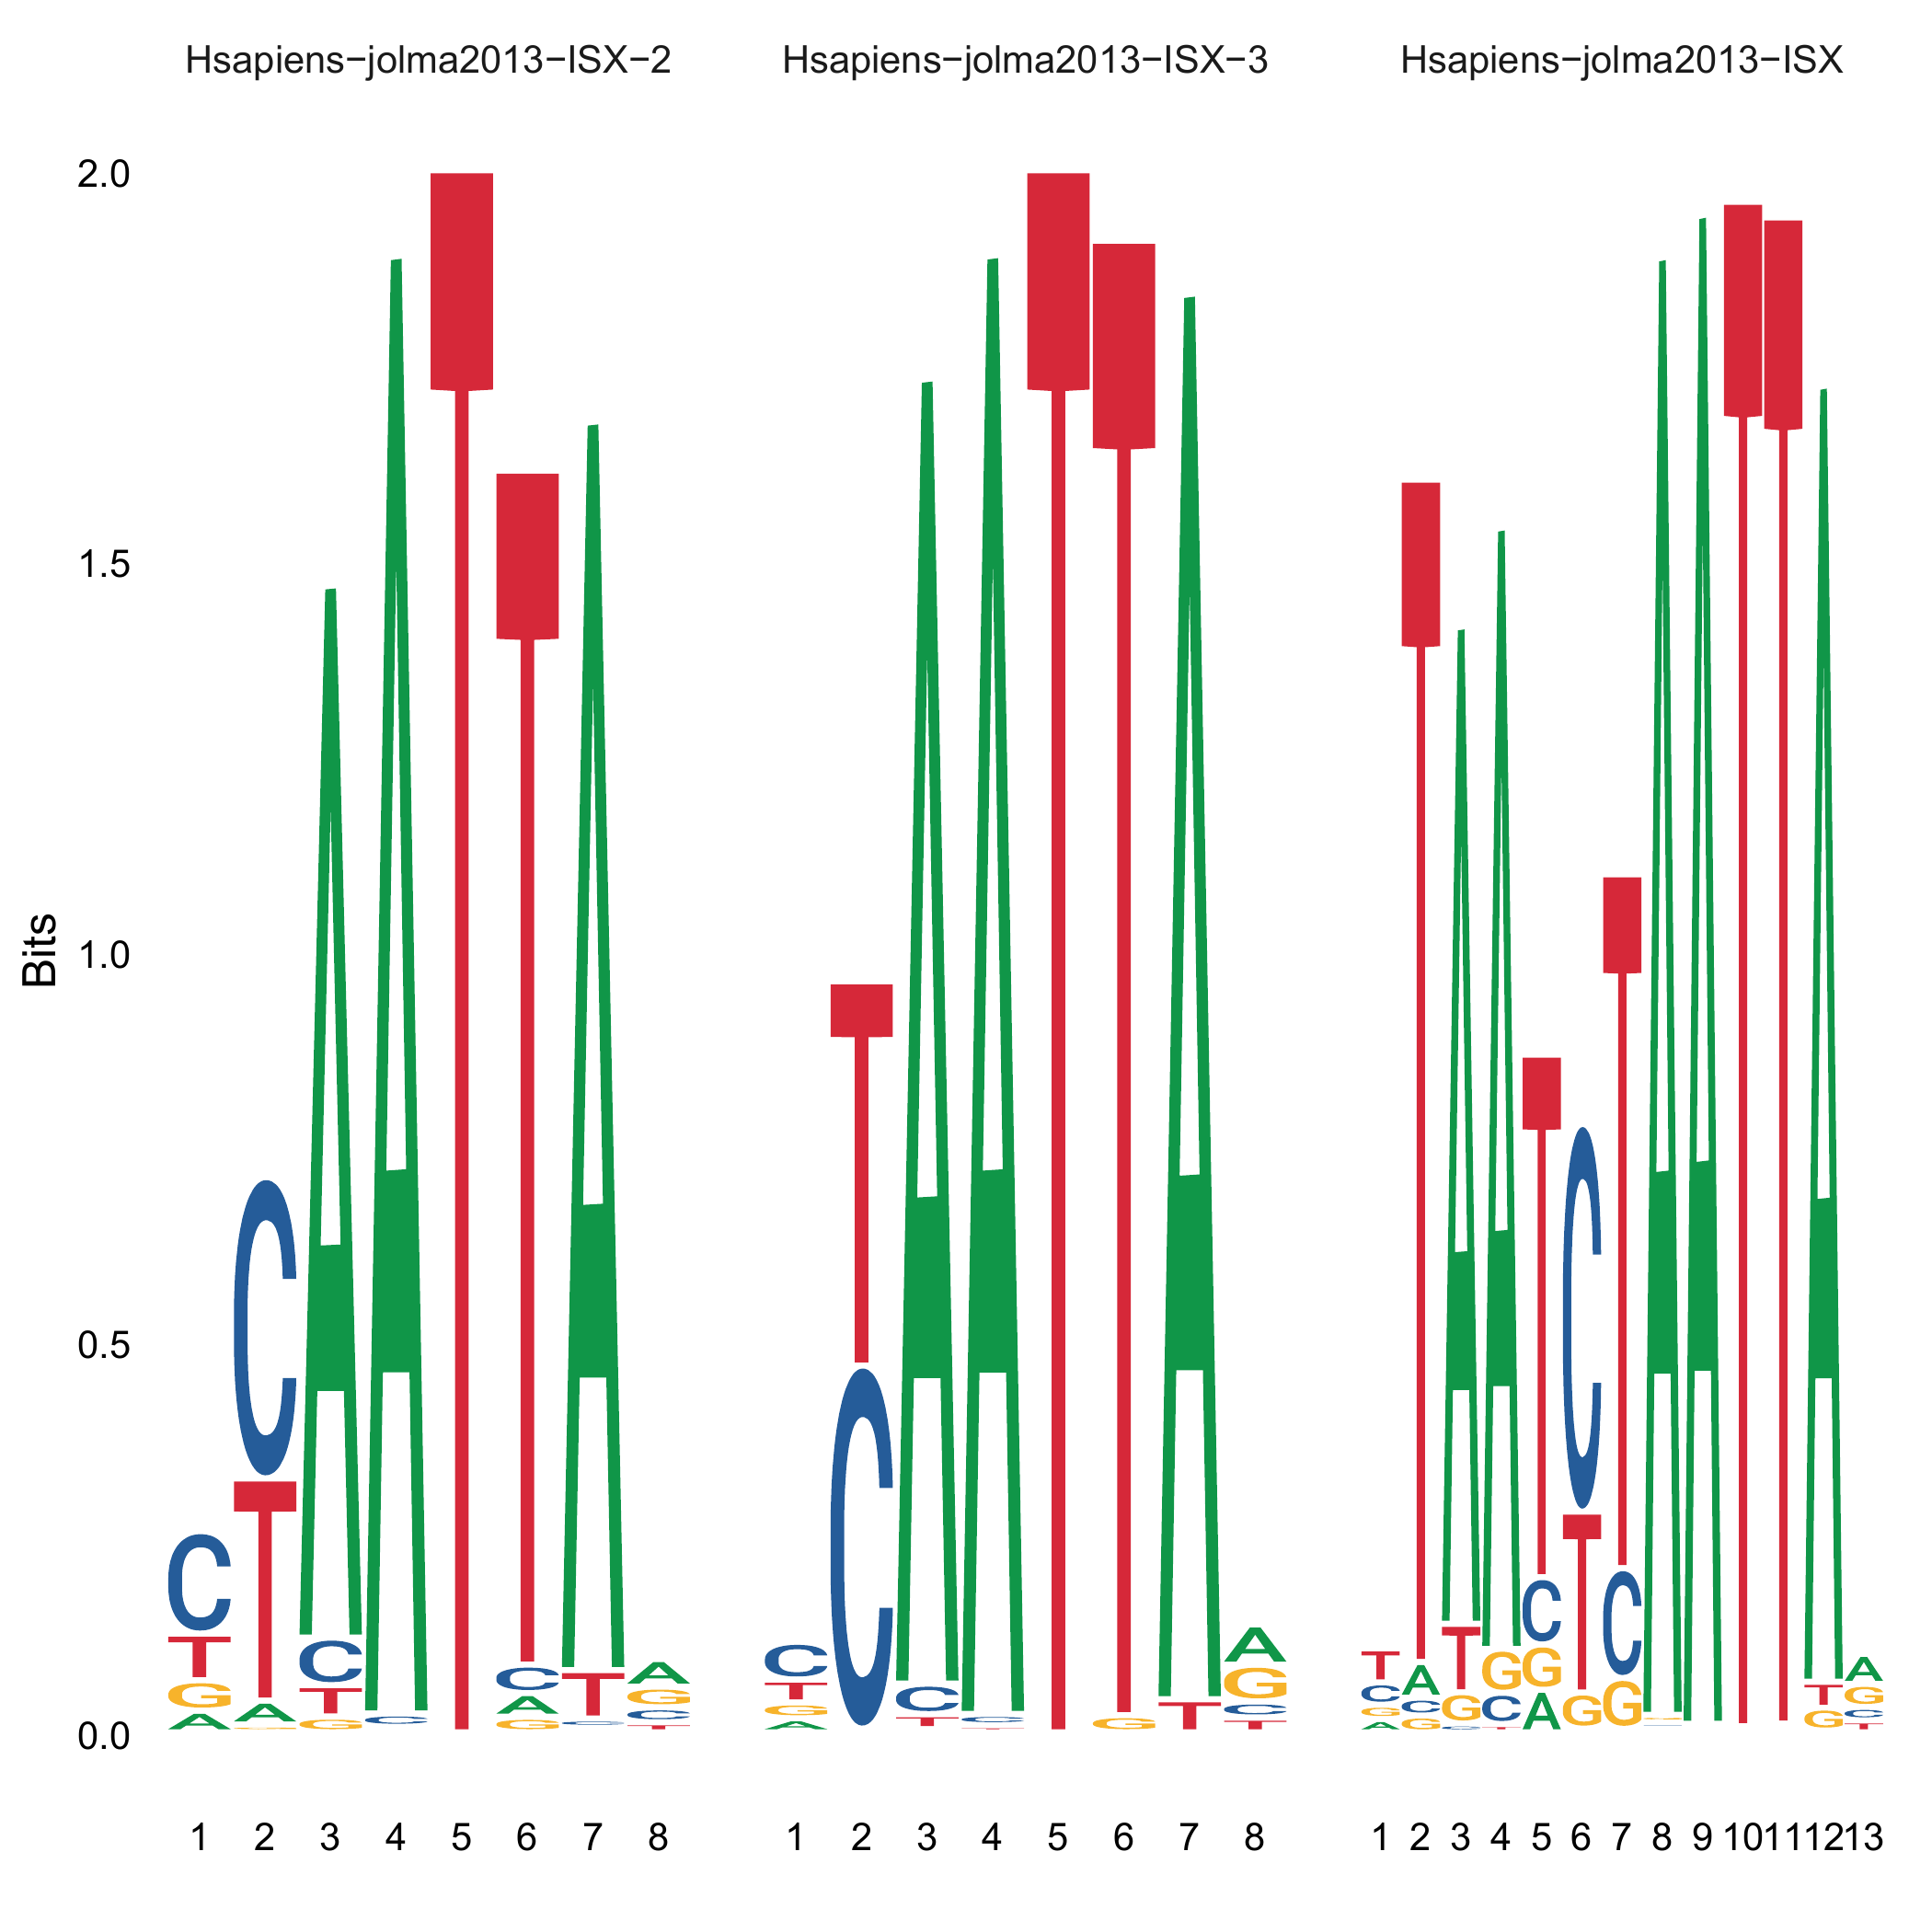 Hsapiens−jolma2013−ISX−2 Hsapiens−jolma2013−ISX−3 Hsapiens−jolma2013−ISX
2.0
1.5
1.0
0.5
0.0
Bits
1 2 3 4 5 6 7 8 1 2 3 4 5 6 7 8 1 2 3 4 5 6 7 8 9 10 11 12 13